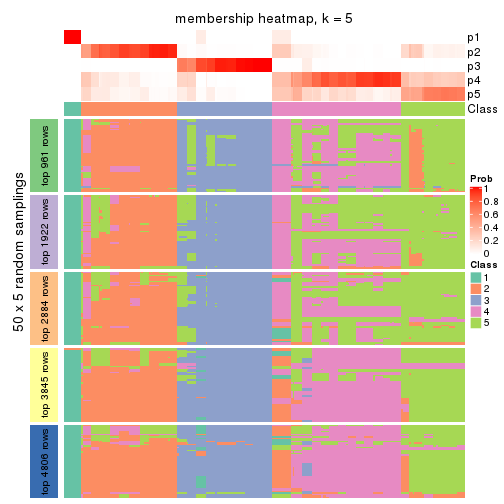 membership heatmap, k = 5
p1
p2
p3
p4
p5
Class
50 x 5 random samplings
top 961 rows
top 1922 rows
top 2884 rows
top 3845 rows
top 4806 rows
Prob
1
0.8
0.6
0.4
0.2
0
Class
1
2
3
4
5